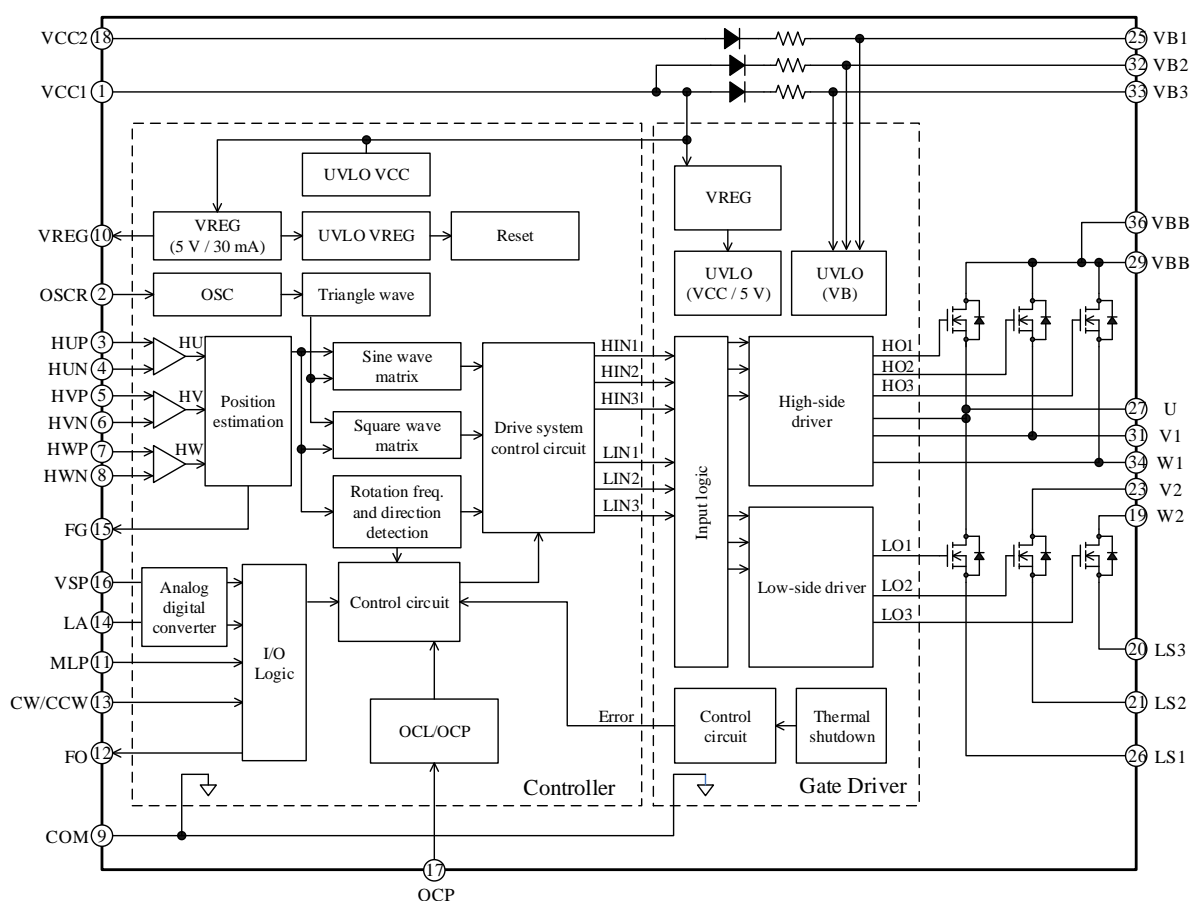 VCC2 18
25 VB1
32 VB2
VCC1 1
33 VB3
UVLO VCC
VREG
VREG 10
VREG
(5 V / 30 mA)
UVLO VREG
Reset
36 VBB
29 VBB
UVLO
(VCC / 5 V)
UVLO
(VB)
OSCR 2
OSC
Triangle wave
HUP 3
HU
HUN 4
HVP 5
HV
HVN 6
HWP 7
HW
HWN 8
Position
estimation
Sine wave
matrix
Square wave
matrix
Rotation freq.
and direction
detection
Drive system
control circuit
HIN1
HIN2
HIN3
LIN1
LIN2
LIN3
Input logic
High-side
driver
HO1
HO2
HO3
27 U
31 V1
34 W1
23 V2
19 W2
FG 15
Low-side driver
LO1
LO2
LO3
VSP 16
LA 14
Analog
digital
converter
MLP 11
CW/CCW 13
FO 12
I/O
Logic
Control circuit
OCL/OCP
Error
Control
circuit
Thermal
shutdown
20 LS3
21 LS2
26 LS1
Controller
Gate Driver
COM 9
17
OCP